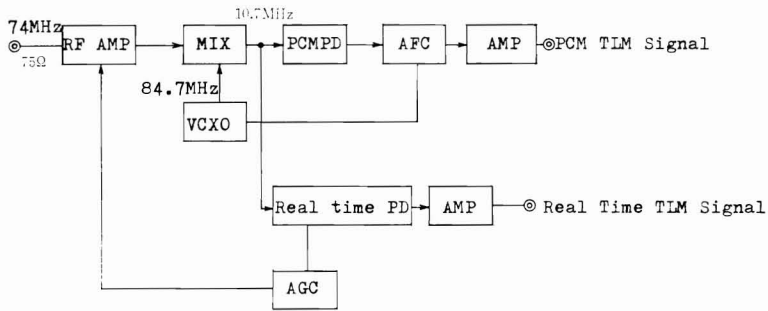 10.7MHz
74MHz
75Ω
RF AMP
MIX
PCMPD
AFC
AMP
PCM TLM Signal
84.7MHz
VCXO
Real time PD
AMP
Real Time TLM Signal
AGC